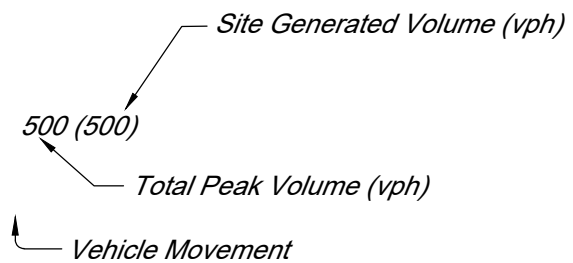 Site Generated Volume (vph)
500 (500)
Total Peak Volume (vph)
Vehicle Movement